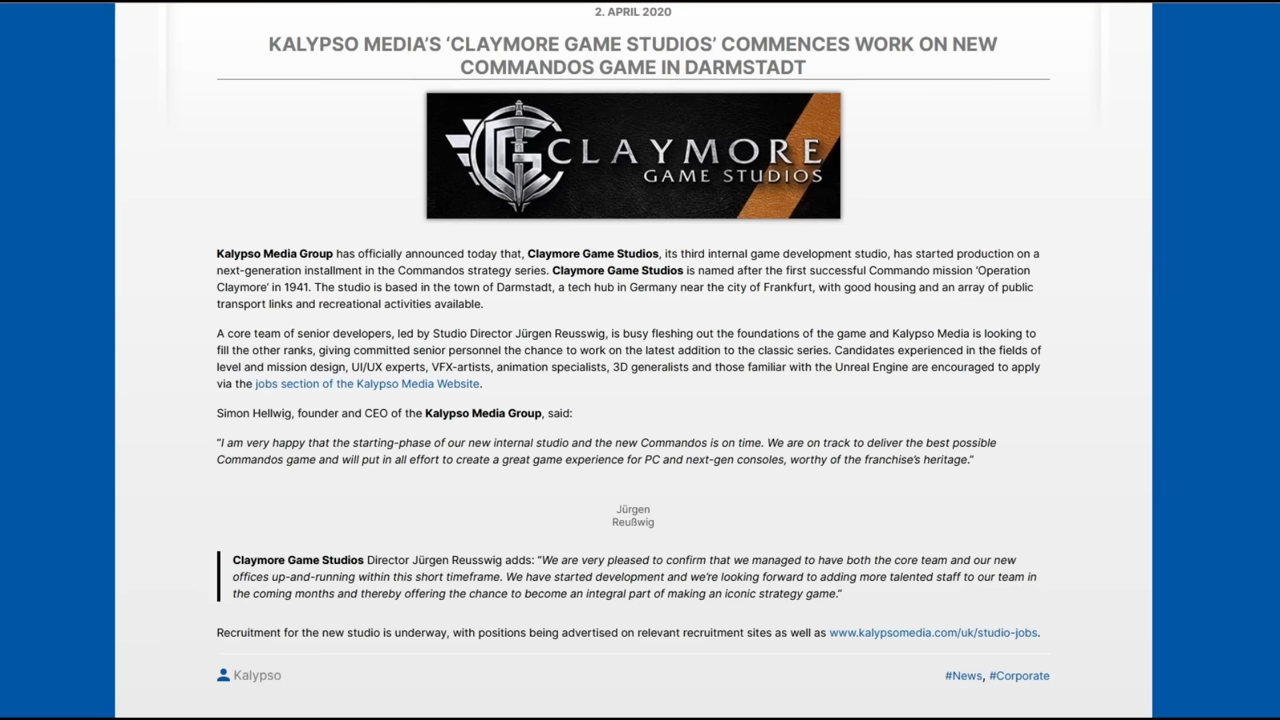 2. APRIL 2020
KALYPSO MEDIA’S ‘CLAYMORE GAME STUDIOS’ COMMENCES WORK ON NEW
COMMANDOS GAME IN DARMSTADT
CLAYMORE
GAME STUDIOS
Kalypso Media Group has officially announced today that, Claymore Game Studios, its third internal game development studio, has started production on a
next-generation installment in the Commandos strategy series. Claymore Game Studios is named after the first successful Commando mission ‘Operation
Claymore’ in 1941. The studio is based in the town of Darmstadt, a tech hub in Germany near the city of Frankfurt, with good housing and an array of public
transport links and recreational activities available.
A core team of senior developers, led by Studio Director Jürgen Reusswig, is busy fleshing out the foundations of the game and Kalypso Media is looking to
fill the other ranks, giving committed senior personnel the chance to work on the latest addition to the classic series. Candidates experienced in the fields of
level and mission design, UI/UX experts, VFX-artists, animation specialists, 3D generalists and those familiar with the Unreal Engine are encouraged to apply
via the jobs section of the Kalypso Media Website.
Simon Hellwig, founder and CEO of the Kalypso Media Group, said:
“I am very happy that the starting-phase of our new internal studio and the new Commandos is on time. We are on track to deliver the best possible
Commandos game and will put in all effort to create a great game experience for PC and next-gen consoles, worthy of the franchise’s heritage.”
Jürgen
Reußwig
Claymore Game Studios Director Jürgen Reusswig adds: “We are very pleased to confirm that we managed to have both the core team and our new
offices up-and-running within this short timeframe. We have started development and we’re looking forward to adding more talented staff to our team in
the coming months and thereby offering the chance to become an integral part of making an iconic strategy game.”
Recruitment for the new studio is underway, with positions being advertised on relevant recruitment sites as well as www.kalypsomedia.com/uk/studio-jobs.
Kalypso
#News, #Corporate